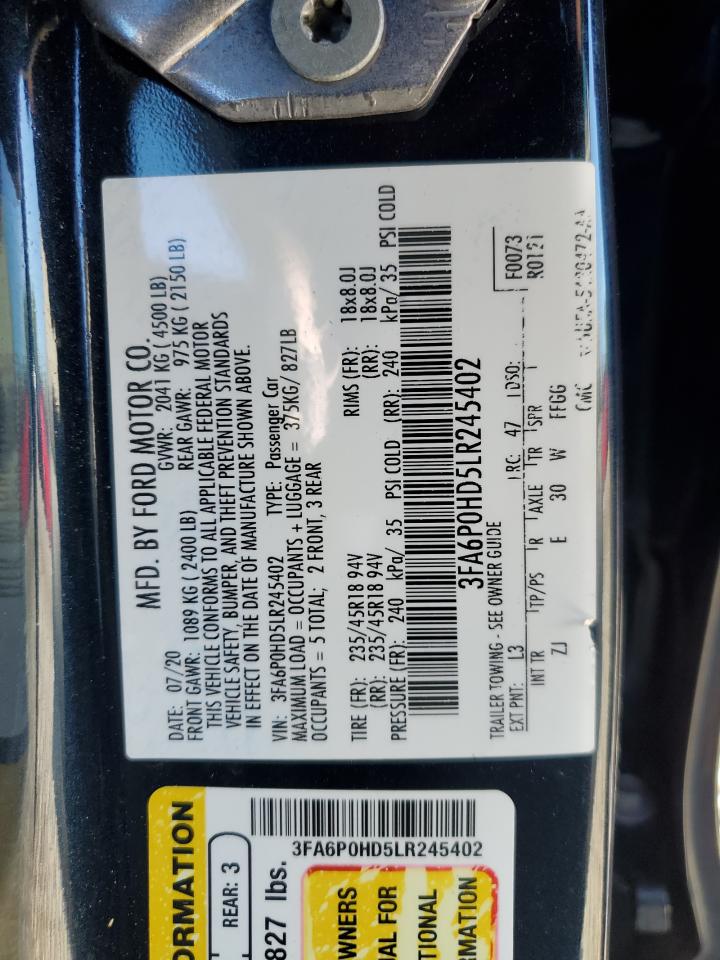 MFD. BY FORD MOTOR CO.
DATE: 07/20 GVWR: 2041 KG ( 4500 LB)
FRONT GAWR: 1089 KG ( 2400 LB) REAR GAWR: 975 KG ( 2150 LB)
THIS VEHICLE CONFORMS TO ALL APPLICABLE FEDERAL MOTOR
VEHICLE SAFETY, BUMPER, AND THEFT PREVENTION STANDARDS
IN EFFECT ON THE DATE OF MANUFACTURE SHOWN ABOVE.
VIN: 3FA6P0HD5LR245402 TYPE: Passenger Car
MAXIMUM LOAD = OCCUPANTS + LUGGAGE = 375KG/ 827LB
OCCUPANTS = 5 TOTAL; 2 FRONT, 3 REAR
TIRE (FR): 235/45R18 94V RIMS (FR): 18x8.0J
(RR): 235/45R18 94V (RR): 18x8.0J
PRESSURE (FR): 240 kPa/ 35 PSI COLD (RR): 240 kPa/ 35 PSI COLD
3FA6P0HD5LR245402
TRAILER TOWING - SEE OWNER GUIDE
F0073
EXT PNT: L3 RC: 47 DSO: R0121
INT TR TP/PS R AXLE TR SPR
ZJ E 30 W FFGG
ORMATION
REAR: 3
827 lbs.
3FA6P0HD5LR245402
OWNERS
UAL FOR
TIONAL
RMATION